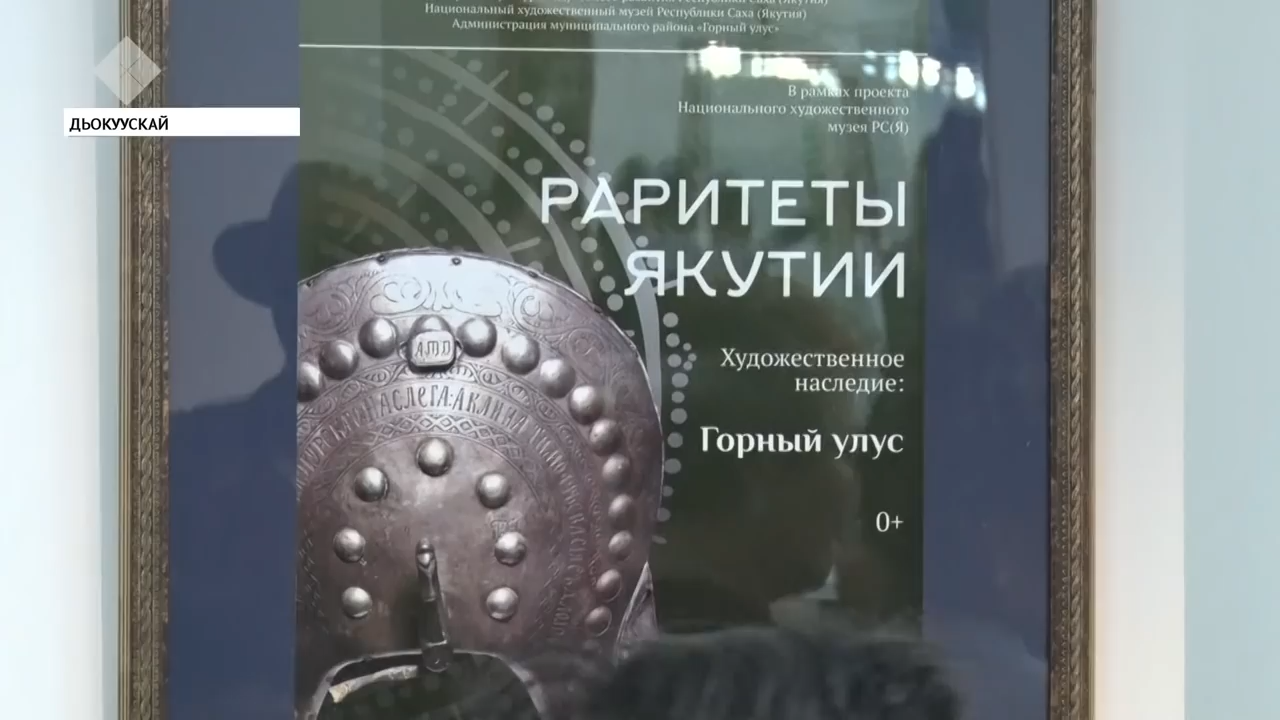 Национальный художественный музей Республики Саха (Якутия)
Администрация муниципального района «Горный улус»
ДЬОКУУСКАЙ
В рамках проекта
Национального художественного
музея РС(Я)
РАРИТЕТЫ
ЯКУТИИ
Художественное
наследие:
Горный улус
0+